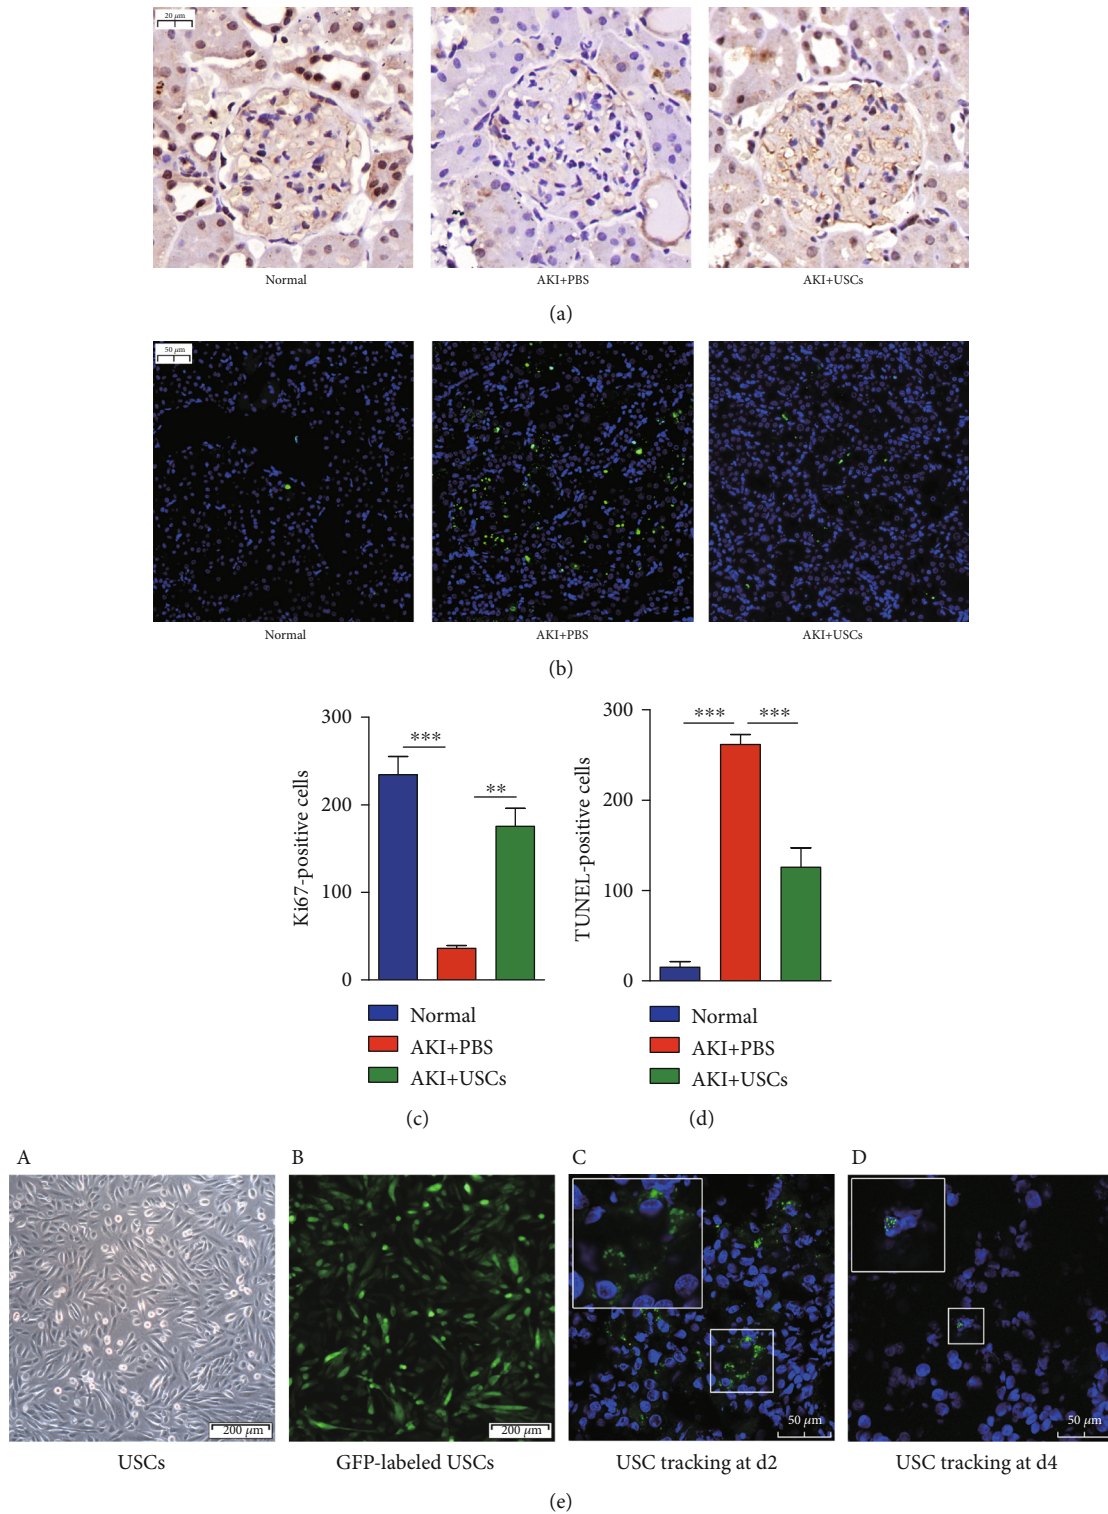 20 μm
Normal
AKI+PBS
AKI+USCs
(a)
50 μm
Normal
AKI+PBS
AKI+USCs
(b)
300
200
100
0
Ki67-positive cells
***
**
Normal
AKI+PBS
AKI+USCs
(c)
300
200
100
0
TUNEL-positive cells
***
***
Normal
AKI+PBS
AKI+USCs
(d)
A
B
C
D
200 μm
200 μm
50 μm
50 μm
USCs
GFP-labeled USCs
USC tracking at d2
USC tracking at d4
(e)